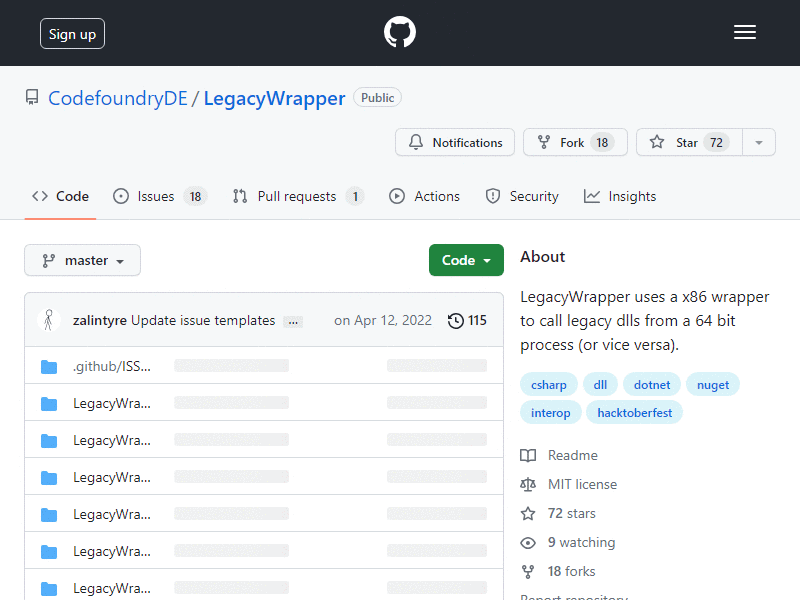 Sign up
CodefoundryDE / LegacyWrapper Public
Notifications Fork 18 Star 72
Code Issues 18 Pull requests 1 Actions Security Insights
master Code
zalintyre Update issue templates ... on Apr 12, 2022 115
.github/ISS...
LegacyWra...
LegacyWra...
LegacyWra...
LegacyWra...
LegacyWra...
LegacyWra...
About
LegacyWrapper uses a x86 wrapper
to call legacy dlls from a 64 bit
process (or vice versa).
csharp dll dotnet nuget
interop hacktoberfest
Readme
MIT license
72 stars
9 watching
18 forks
Report repository